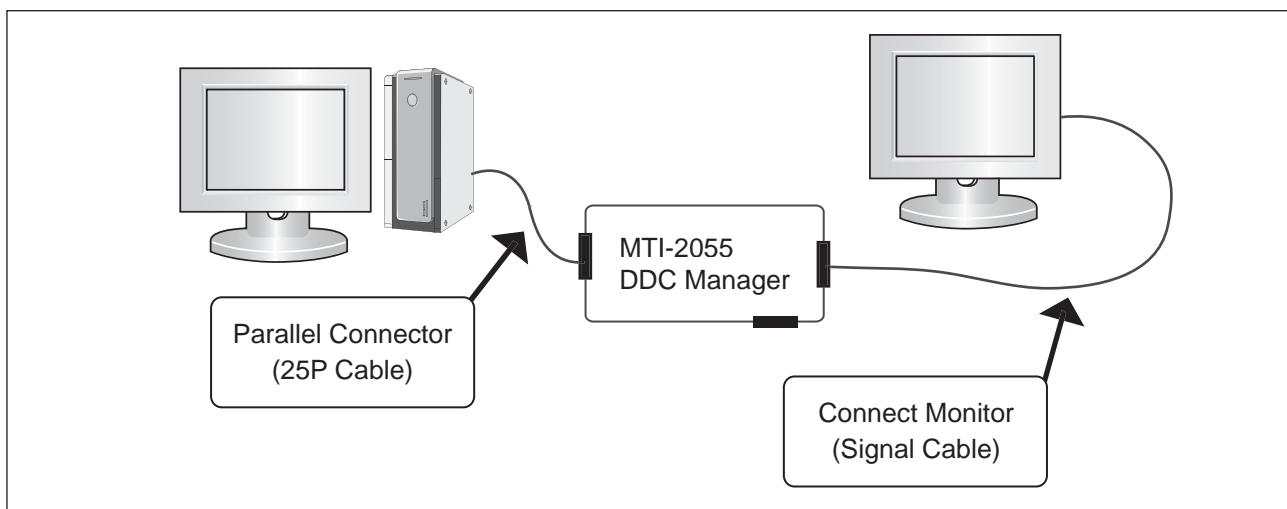 MTI-2055
DDC Manager
Parallel Connector
(25P Cable)
Connect Monitor
(Signal Cable)